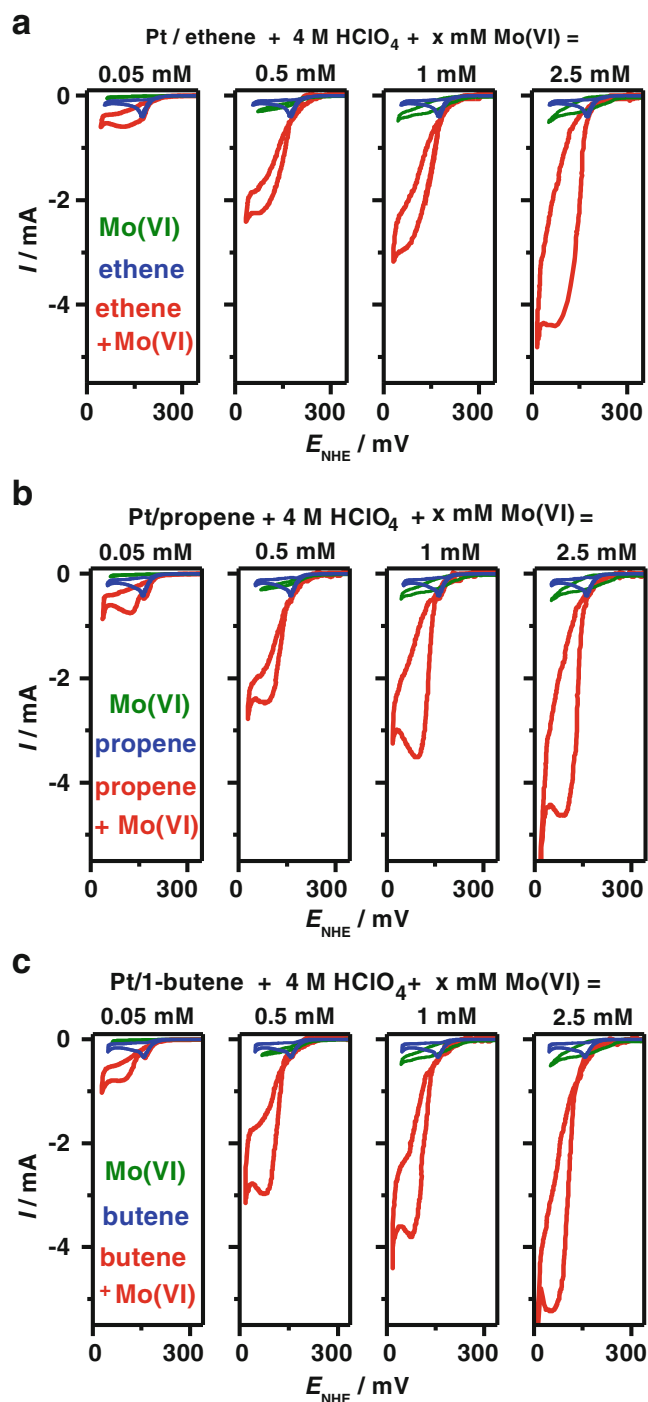 a
Pt / ethene + 4 M HClO4 + x mM Mo(VI) =
0.05 mM 0.5 mM 1 mM 2.5 mM
0
-2
-4
I / mA
Mo(VI)
ethene
ethene
+Mo(VI)
0 300 0 300 0 300 0 300
E NHE / mV
b
Pt/propene + 4 M HClO4 + x mM Mo(VI) =
0.05 mM 0.5 mM 1 mM 2.5 mM
0
-2
-4
I / mA
Mo(VI)
propene
propene
+ Mo(VI)
0 300 0 300 0 300 0 300
E NHE / mV
c
Pt/1-butene + 4 M HClO4+ x mM Mo(VI) =
0.05 mM 0.5 mM 1 mM 2.5 mM
0
-2
-4
I / mA
Mo(VI)
butene
butene
+Mo(VI)
0 300 0 300 0 300 0 300
E NHE / mV